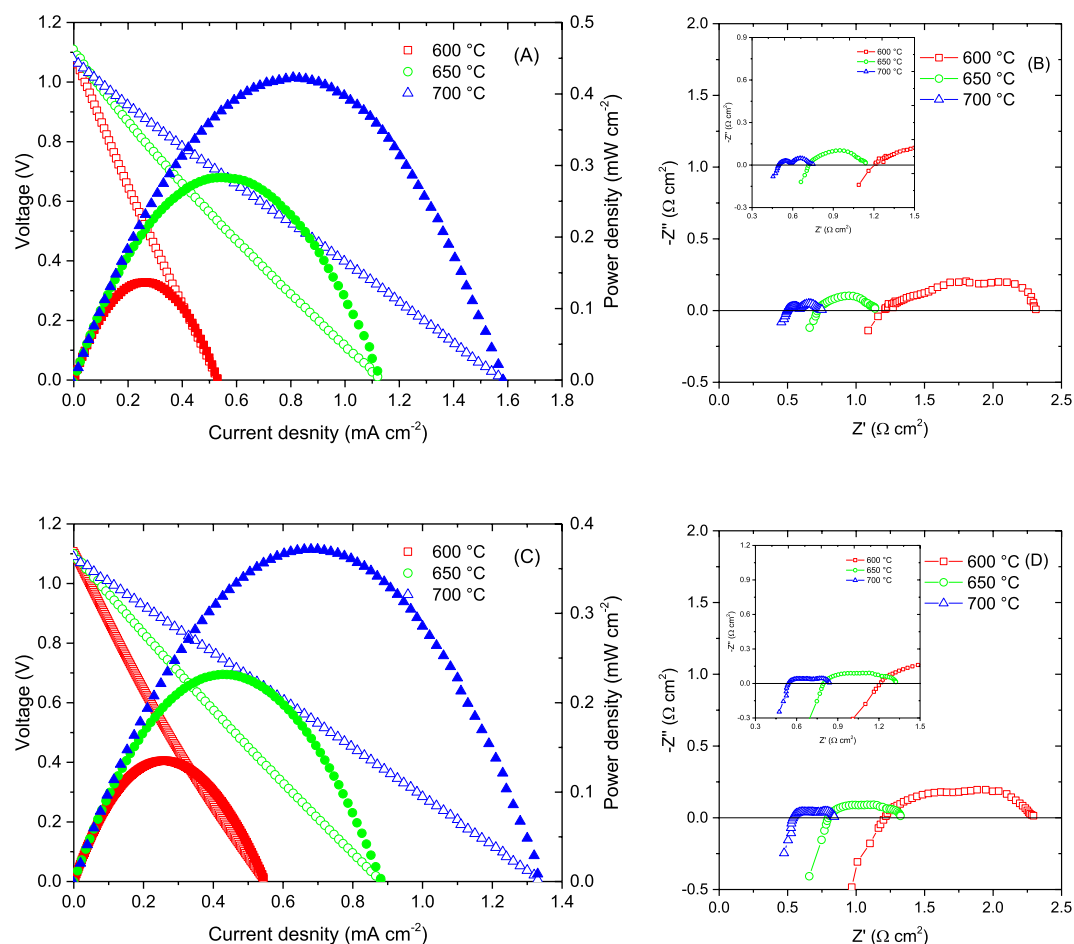 (A)
600 °C
650 °C
700 °C
1.2
1.0
0.8
0.6
0.4
0.2
0.0
Voltage (V)
0.5
0.4
0.3
0.2
0.1
0.0
Power density (mW cm⁻²)
0.0 0.2 0.4 0.6 0.8 1.0 1.2 1.4 1.6 1.8
Current desnity (mA cm⁻²)
(B)
600 °C
650 °C
700 °C
2.0
1.5
1.0
0.5
0.0
-0.5
-Z'' (Ω cm²)
0.0 0.5 1.0 1.5 2.0 2.5
Z' (Ω cm²)
600 °C
650 °C
700 °C
0.9
0.6
0.3
0.0
-0.3
-Z'' (Ω cm²)
0.3 0.6 0.9 1.2 1.5
Z' (Ω cm²)
(C)
600 °C
650 °C
700 °C
1.2
1.0
0.8
0.6
0.4
0.2
0.0
Voltage (V)
0.4
0.3
0.2
0.1
0.0
Power density (mW cm⁻²)
0.0 0.2 0.4 0.6 0.8 1.0 1.2 1.4
Current desnity (mA cm⁻²)
(D)
600 °C
650 °C
700 °C
2.0
1.5
1.0
0.5
0.0
-0.5
-Z'' (Ω cm²)
0.0 0.5 1.0 1.5 2.0 2.5
Z' (Ω cm²)
600 °C
650 °C
700 °C
1.2
0.9
0.6
0.3
0.0
-0.3
-Z'' (Ω cm²)
0.3 0.6 0.9 1.2 1.5
Z' (Ω cm²)